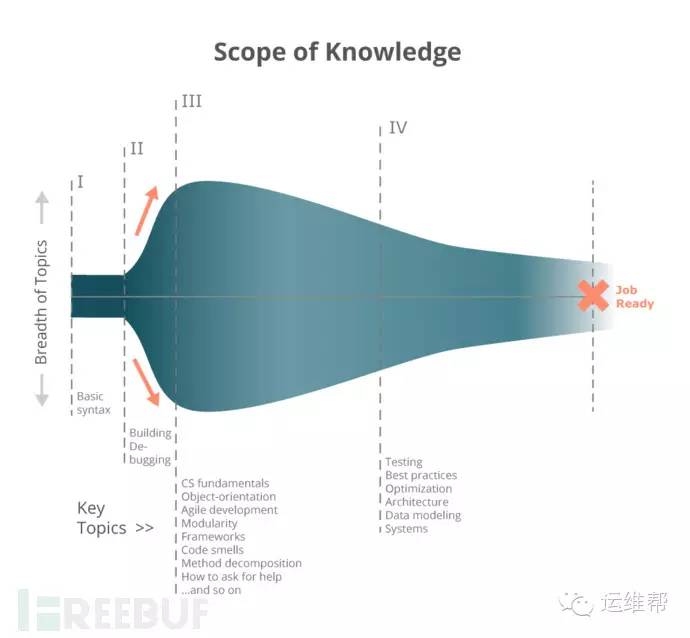 Scope of Knowledge
I
II
III
IV
Breadth of Topics
Job
Ready
Basic
syntax
Building
De-
bugging
Key
Topics >>
CS fundamentals
Object-orientation
Agile development
Modularity
Frameworks
Code smells
Method decomposition
How to ask for help
...and so on
Testing
Best practices
Optimization
Architecture
Data modeling
Systems
FREEBUF
运维帮